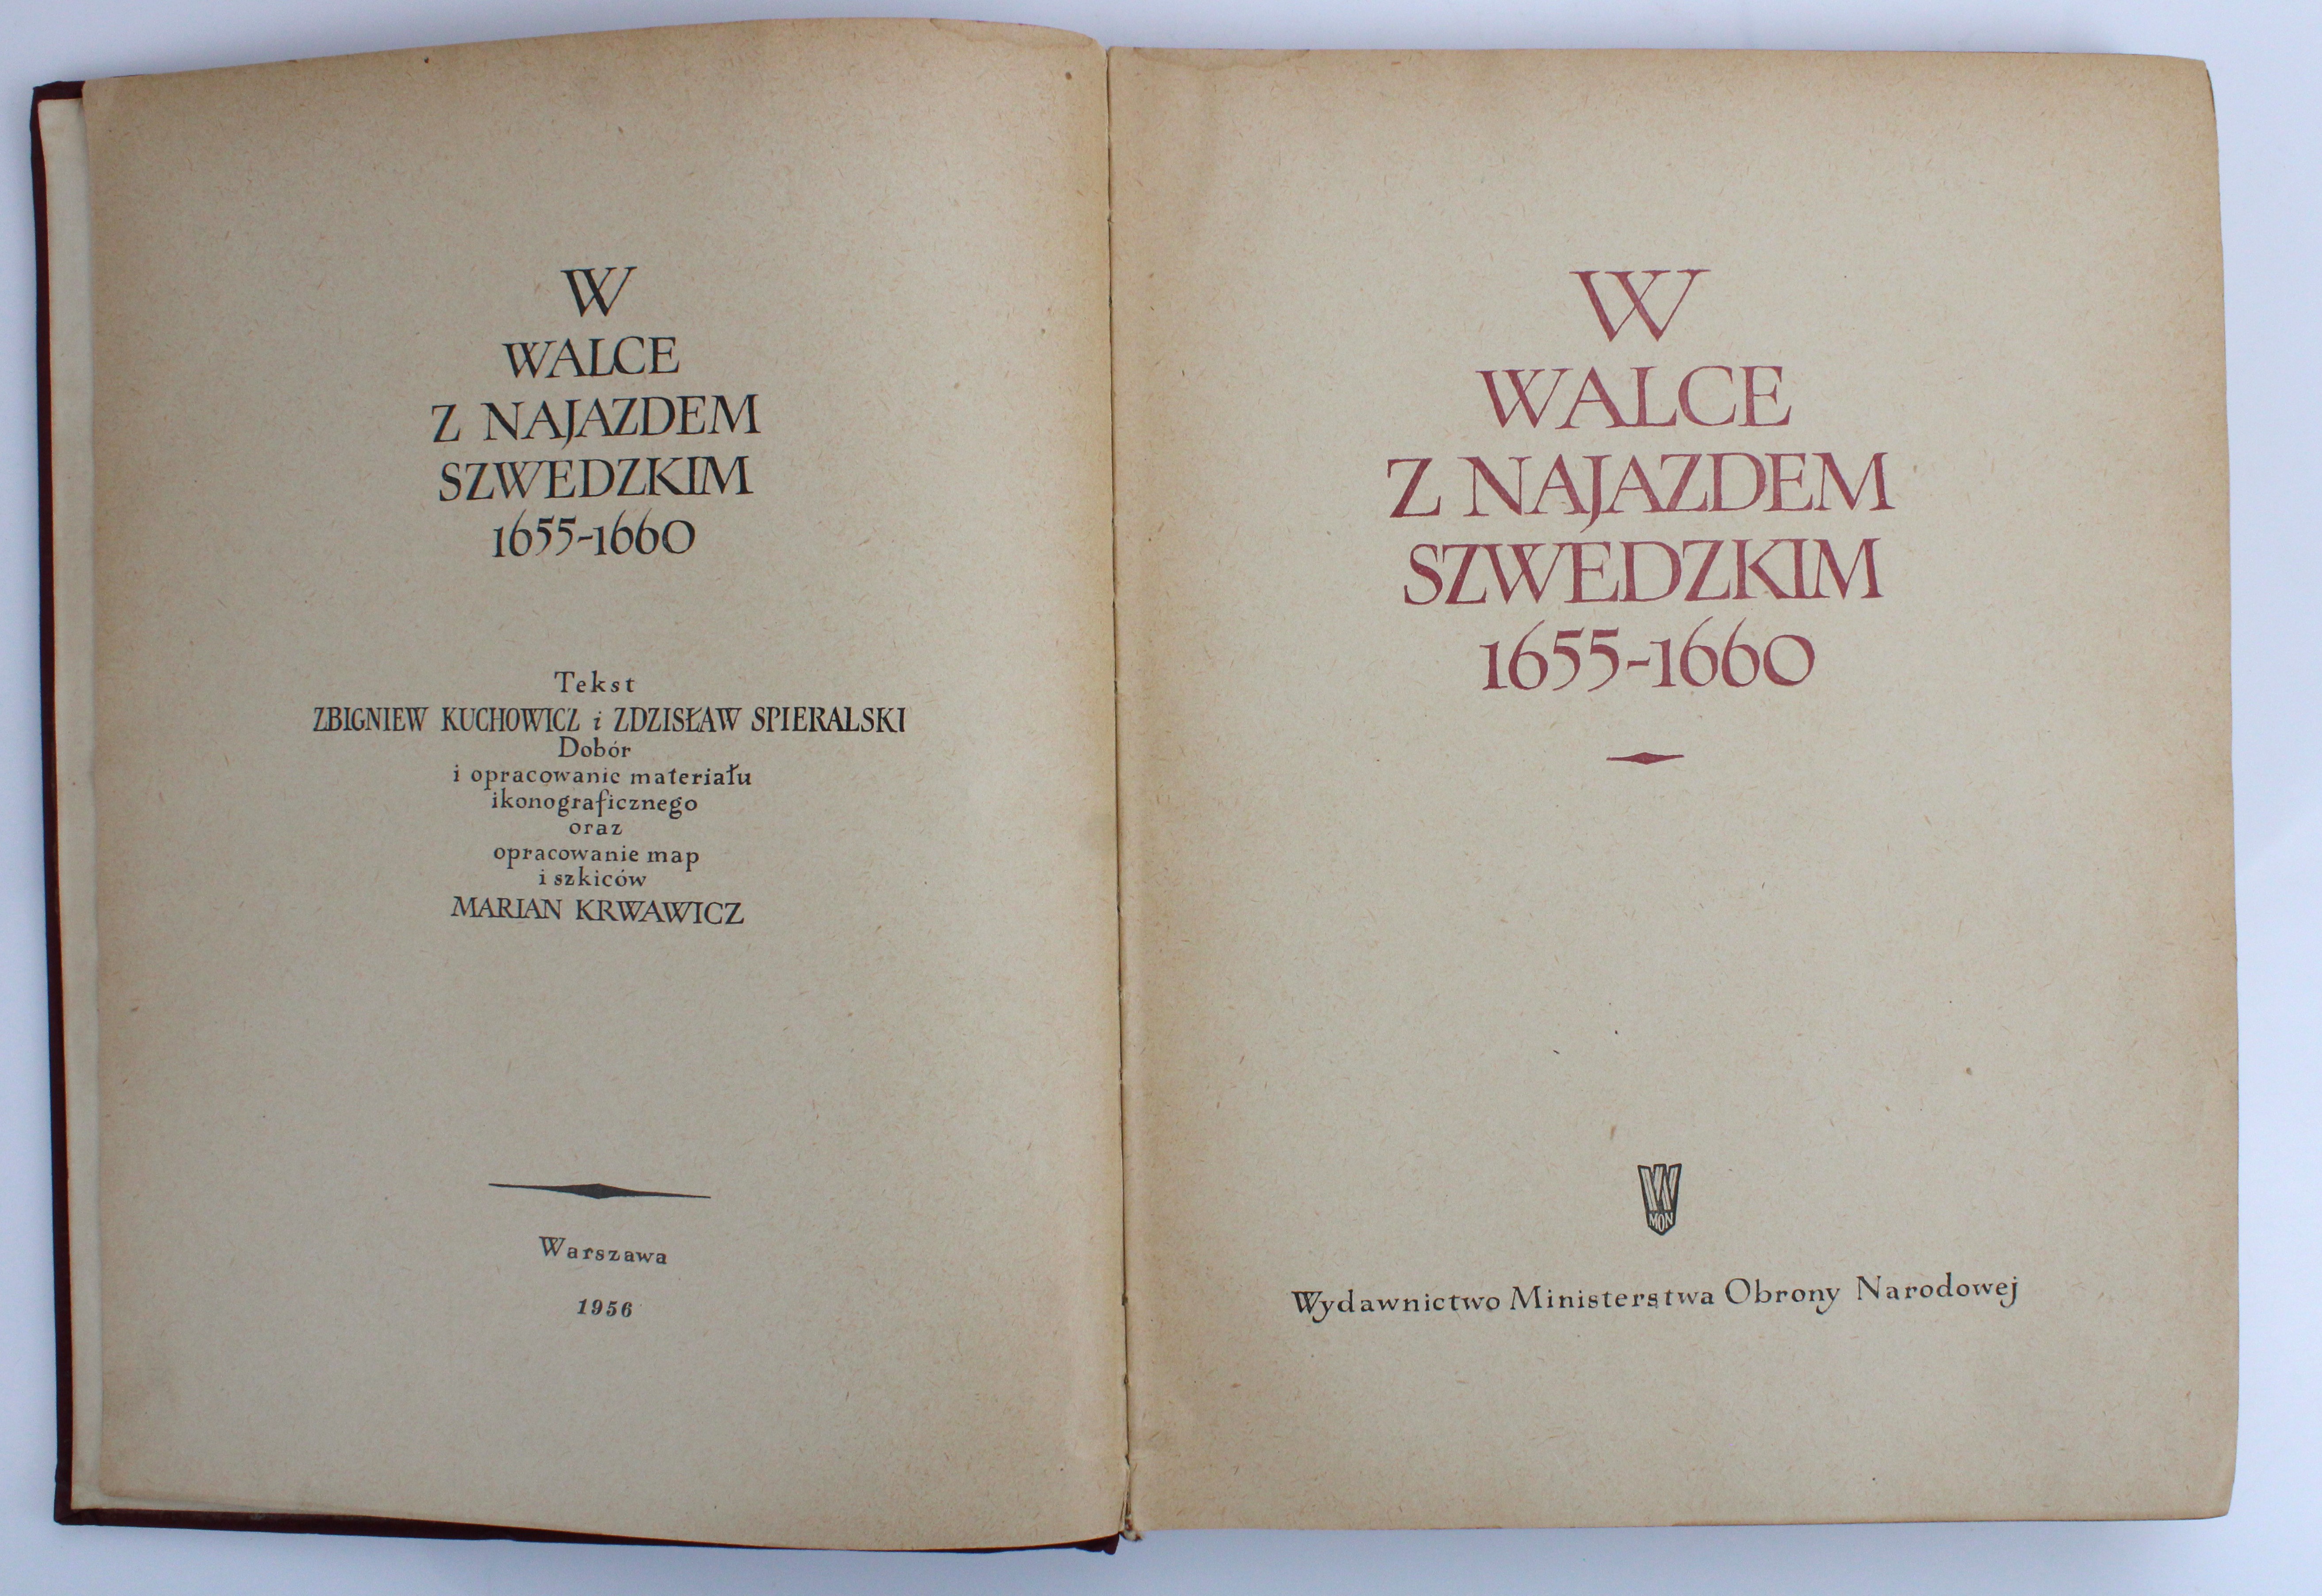 W
WALCE
Z NAJAZDEM
SZWEDZKIM
1655-1660
Tekst
ZBIGNIEW KUCHOWICZ i ZDZISŁAW SPIERALSKI
Dobór
i opracowanie materiału
ikonograficznego
oraz
opracowanie map
i szkiców
MARIAN KRWAWICZ
Warszawa
1956
W
WALCE
Z NAJAZDEM
SZWEDZKIM
1655-1660
W
MON
Wydawnictwo Ministerstwa Obrony Narodowej